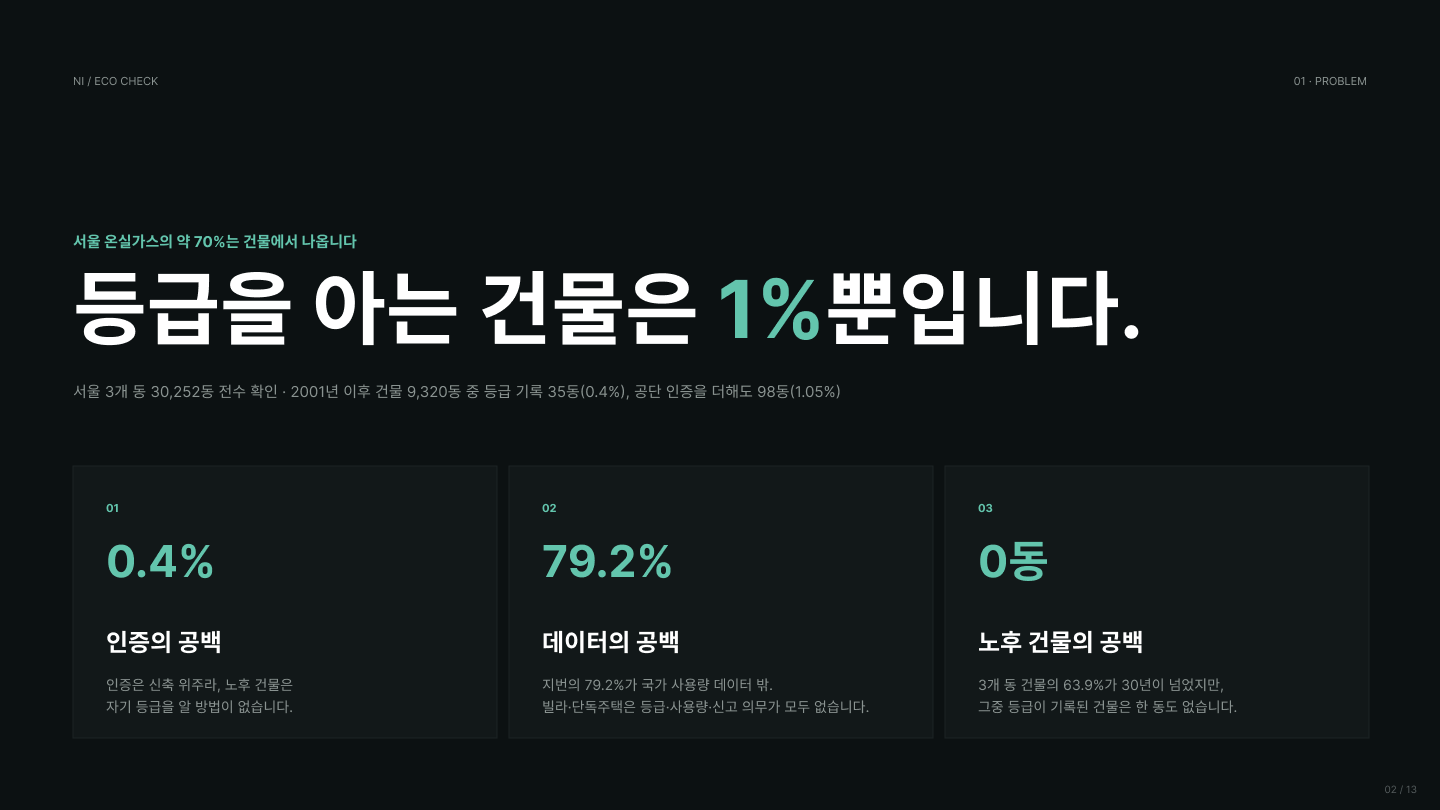 NI / ECO CHECK
01 · PROBLEM
서울 온실가스의 약 70%는 건물에서 나옵니다
등급을 아는 건물은 1%뿐입니다.
서울 3개 동 30,252동 전수 확인 · 2001년 이후 건물 9,320동 중 등급 기록 35동(0.4%), 공단 인증을 더해도 98동(1.05%)
01
0.4%
인증의 공백
인증은 신축 위주라, 노후 건물은
자기 등급을 알 방법이 없습니다.
02
79.2%
데이터의 공백
지번의 79.2%가 국가 사용량 데이터 밖.
빌라·단독주택은 등급·사용량·신고 의무가 모두 없습니다.
03
0동
노후 건물의 공백
3개 동 건물의 63.9%가 30년이 넘었지만,
그중 등급이 기록된 건물은 한 동도 없습니다.
02 / 13